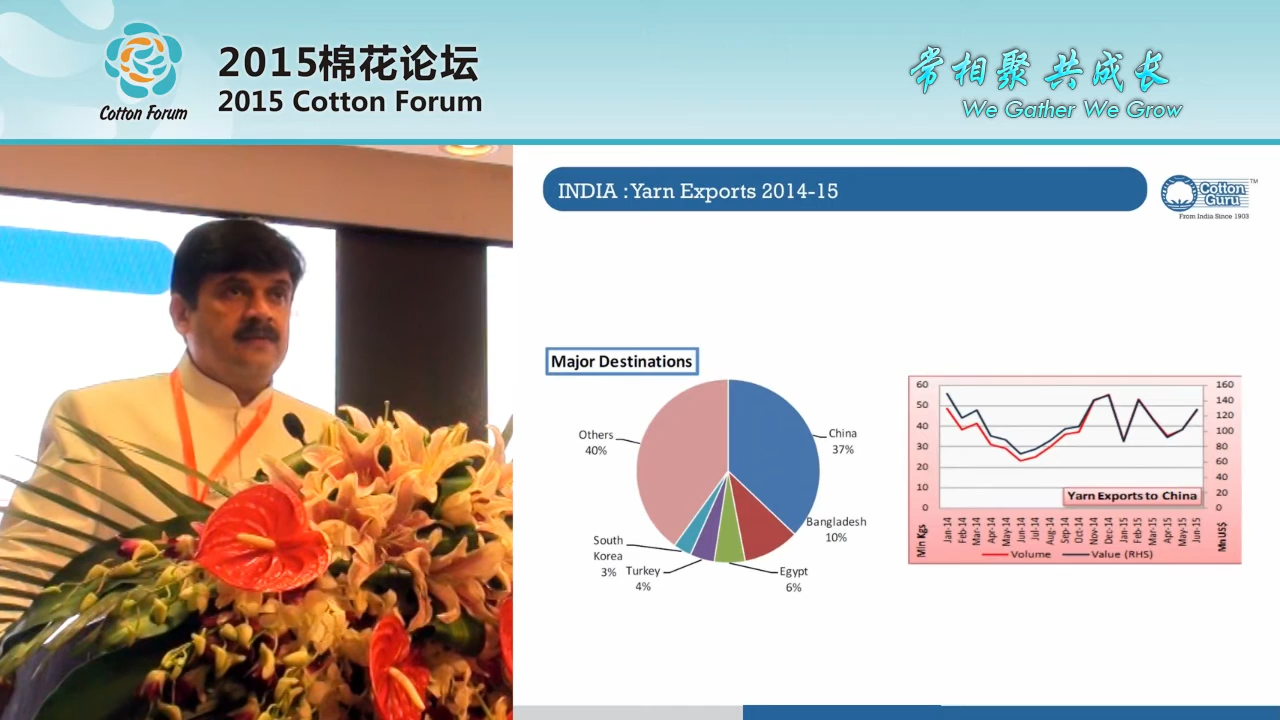 Cotton Forum
2015棉花论坛
2015 Cotton Forum
常相聚 共成长
We Gather We Grow
INDIA : Yarn Exports 2014-15
Cotton Guru
TM
From India Since 1903
Major Destinations
Others
40%
China
37%
Bangladesh
10%
Egypt
6%
Turkey
4%
South
Korea
3%
60
50
40
30
20
10
0
160
140
120
100
80
60
40
20
0
Yarn Exports to China
Mln Kgs
Jan-14
Feb-14
Mar-14
Apr-14
May-14
Jun-14
Jul-14
Aug-14
Sep-14
Oct-14
Nov-14
Dec-14
Jan-15
Feb-15
Mar-15
Apr-15
May-15
Jun-15
Mn US$
Volume
Value (RHS)